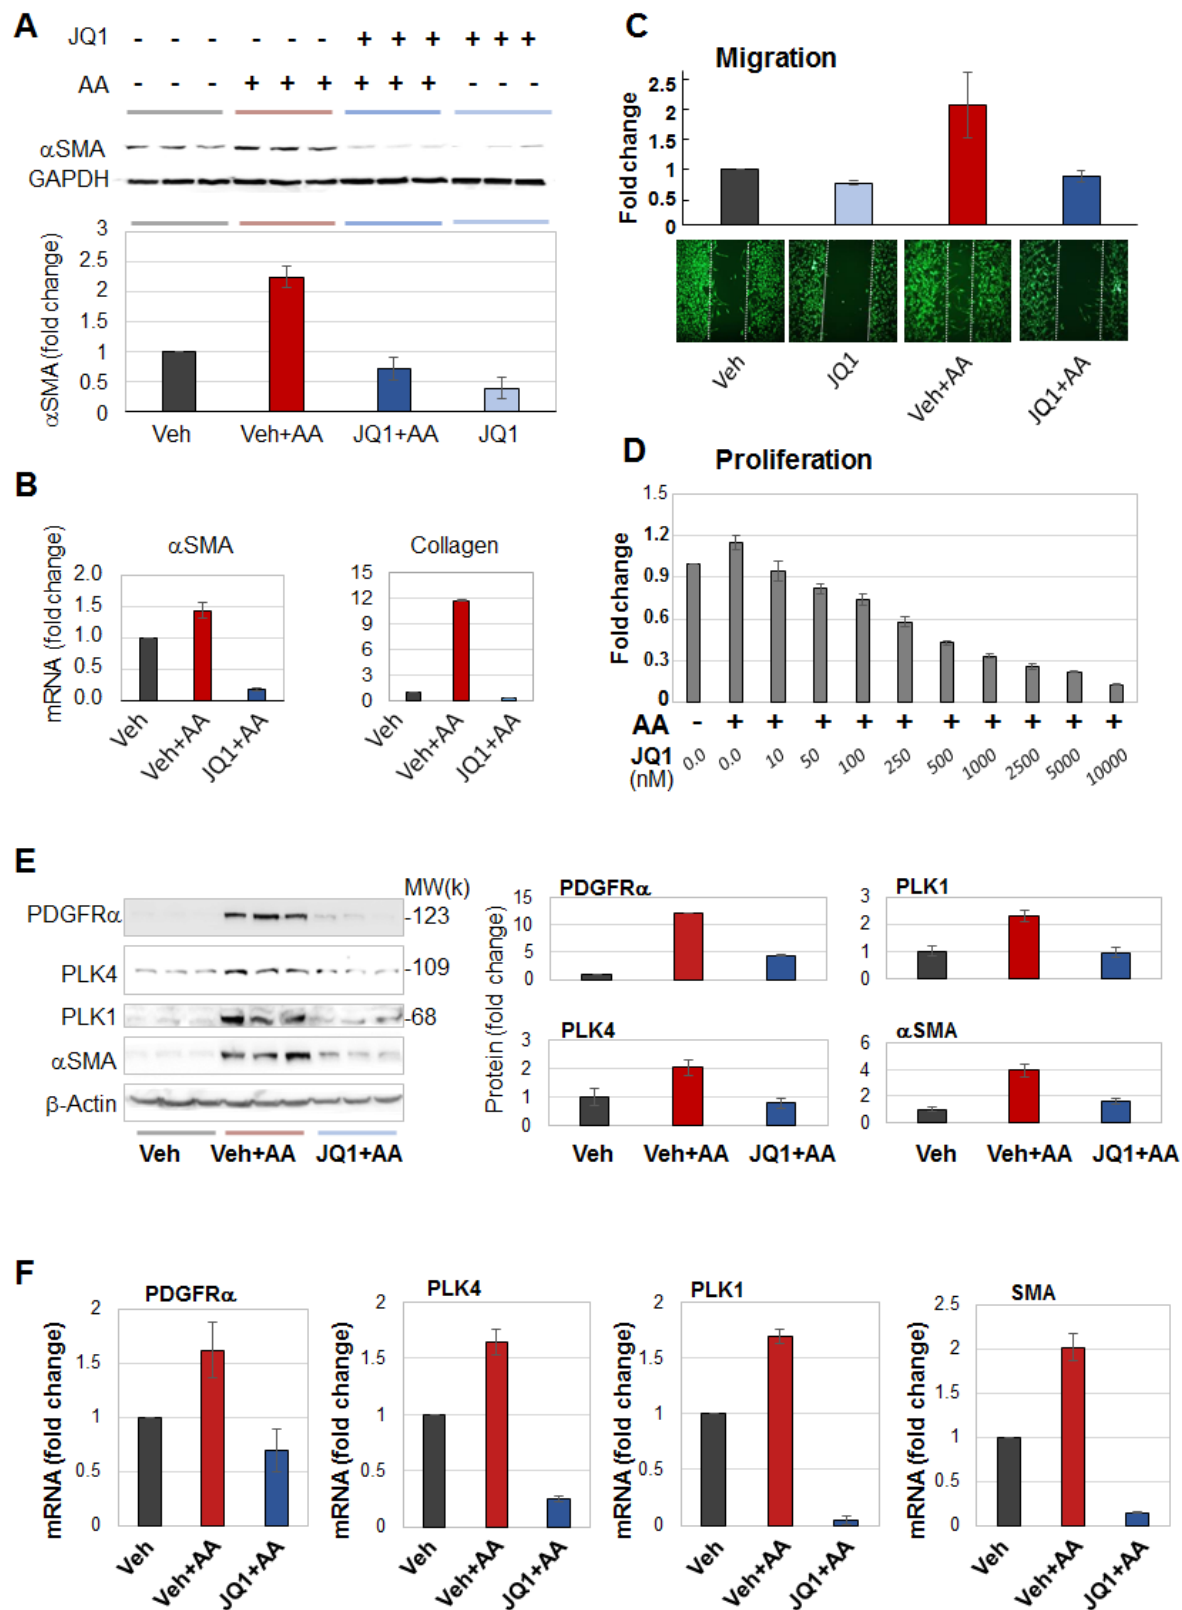 A
JQ1 - - - - - - + + + + + +
AA - - - + + + + + + - - -
αSMA
GAPDH
αSMA (fold change)
3
2.5
2
1.5
1
0.5
0
Veh Veh+AA JQ1+AA JQ1
B
mRNA (fold change)
αSMA
2.0
1.5
1.0
0.5
0.0
Veh Veh+AA JQ1+AA
Collagen
15
12
9
6
3
0
Veh Veh+AA JQ1+AA
C
Migration
Fold change
2.5
2
1.5
1
0.5
0
Veh JQ1 Veh+AA JQ1+AA
D
Proliferation
Fold change
1.5
1.2
0.9
0.6
0.3
0
AA - + + + + + + + + + +
JQ1 (nM) 0.0 0.0 10 50 100 250 500 1000 2500 5000 10000
E
MW(k)
PDGFRα -123
PLK4 -109
PLK1 -68
αSMA
β-Actin
Veh Veh+AA JQ1+AA
Protein (fold change)
PDGFRα
15
10
5
0
PLK1
3
2
1
0
PLK4
3
2
1
0
Veh Veh+AA JQ1+AA
αSMA
6
4
2
0
Veh Veh+AA JQ1+AA
F
PDGFRα
mRNA (fold change)
2
1.5
1
0.5
0
Veh Veh+AA JQ1+AA
PLK4
mRNA (fold change)
2
1.5
1
0.5
0
Veh Veh+AA JQ1+AA
PLK1
mRNA (fold change)
2
1.5
1
0.5
0
Veh Veh+AA JQ1+AA
SMA
mRNA (fold change)
2.5
2
1.5
1
0.5
0
Veh Veh+AA JQ1+AA